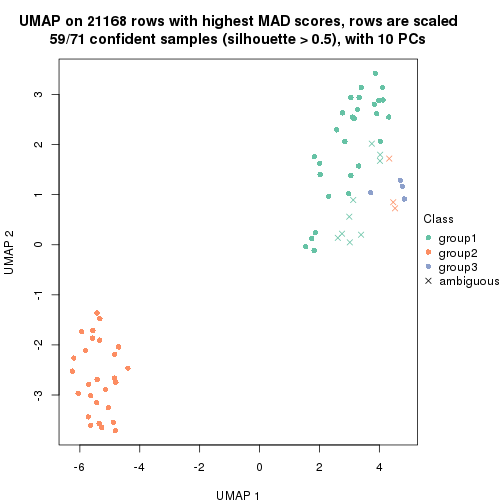 UMAP on 21168 rows with highest MAD scores, rows are scaled
59/71 confident samples (silhouette > 0.5), with 10 PCs
3
2
1
0
-1
-2
-3
UMAP 2
-6
-4
-2
0
2
4
UMAP 1
Class
group1
group2
group3
ambiguous